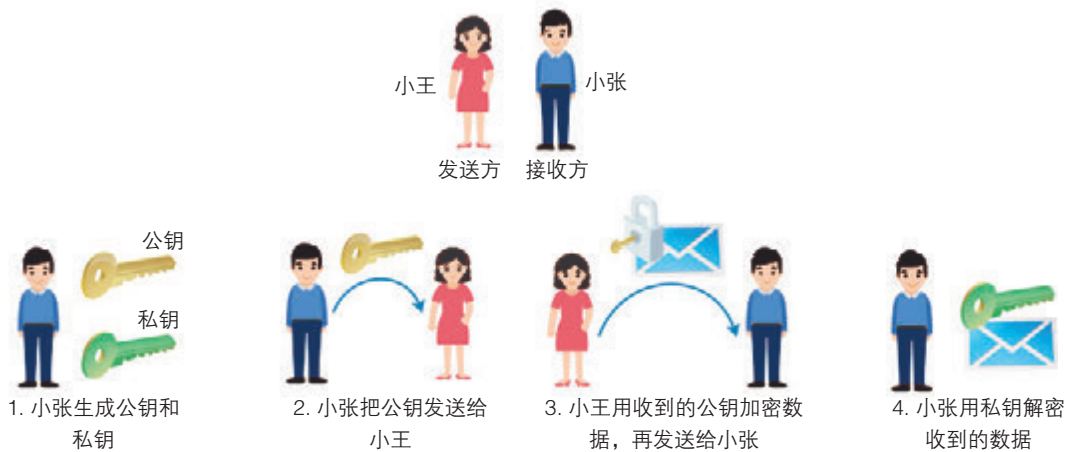 小王
小张
发送方
接收方
公钥
私钥
1. 小张生成公钥和
私钥
2. 小张把公钥发送给
小王
3. 小王用收到的公钥加密数
据，再发送给小张
4. 小张用私钥解密
收到的数据